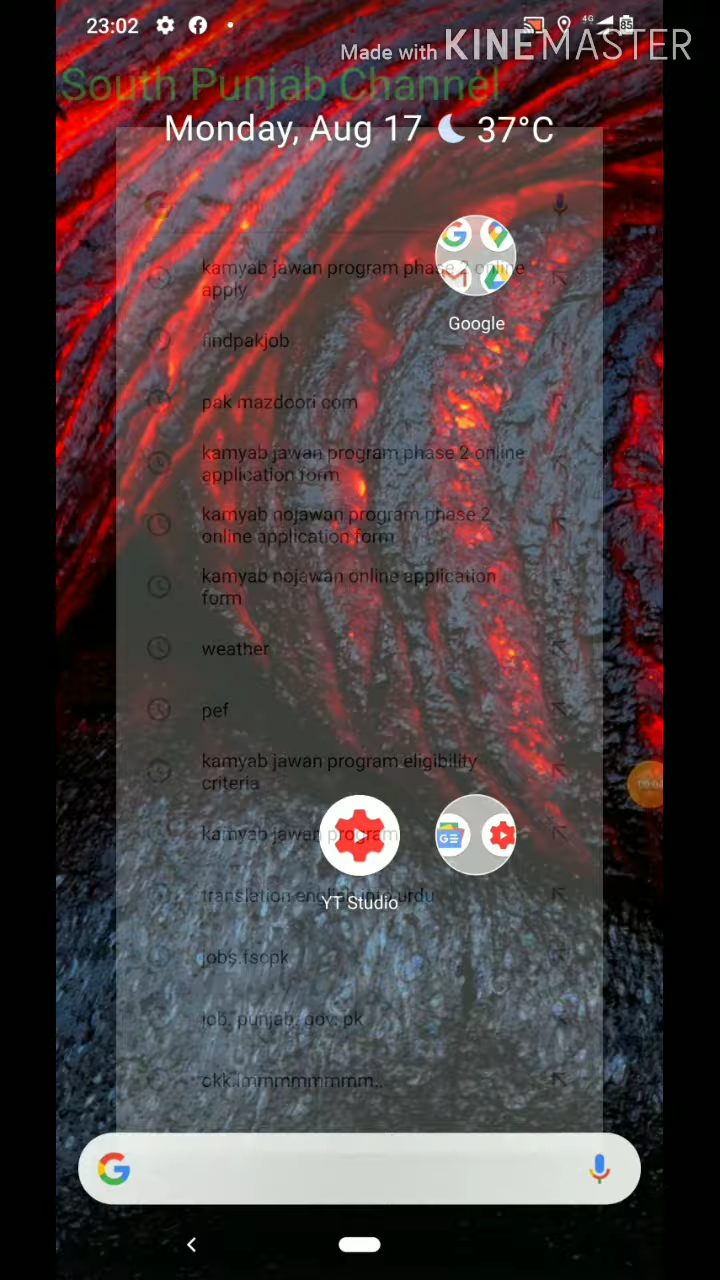 23:02
4G
85
Made with KINEMASTER
South Punjab Channel
Monday, Aug 17 37°C
kamyab jawan program phase 2 online
apply
Google
findpakjob
pak mazdoori com
kamyab jawan program phase 2 online
application form
kamyab nojawan program phase 2
online application form
kamyab nojawan online application
form
weather
pef
kamyab jawan program eligibility
criteria
kamyab jawan program
translation english into urdu
YT Studio
jobs.fsopk
job. punjab. gov. pk